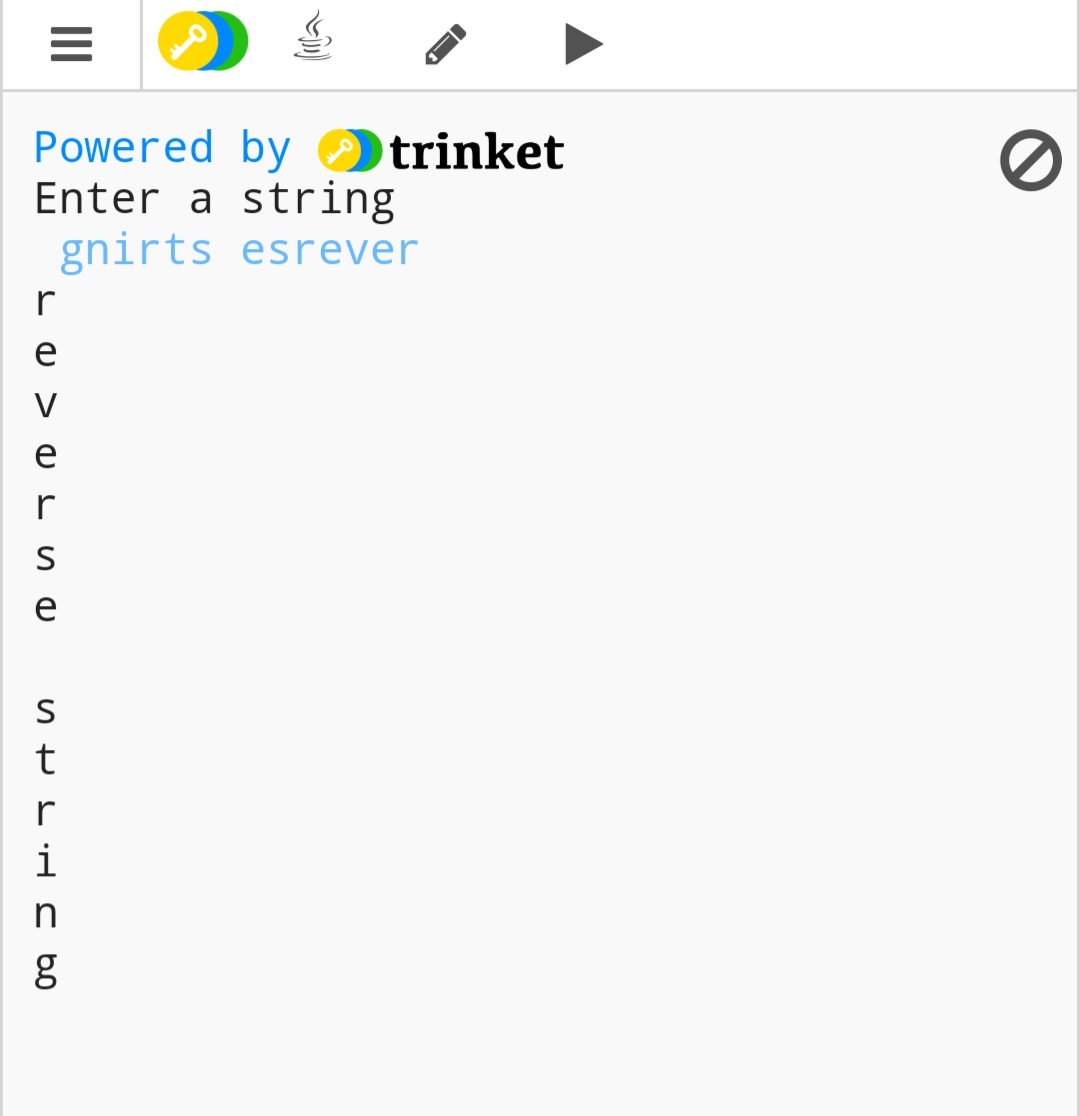 Powered by trinket
Enter a string
gnirts esrever
r
e
v
e
r
s
e

s
t
r
i
n
g